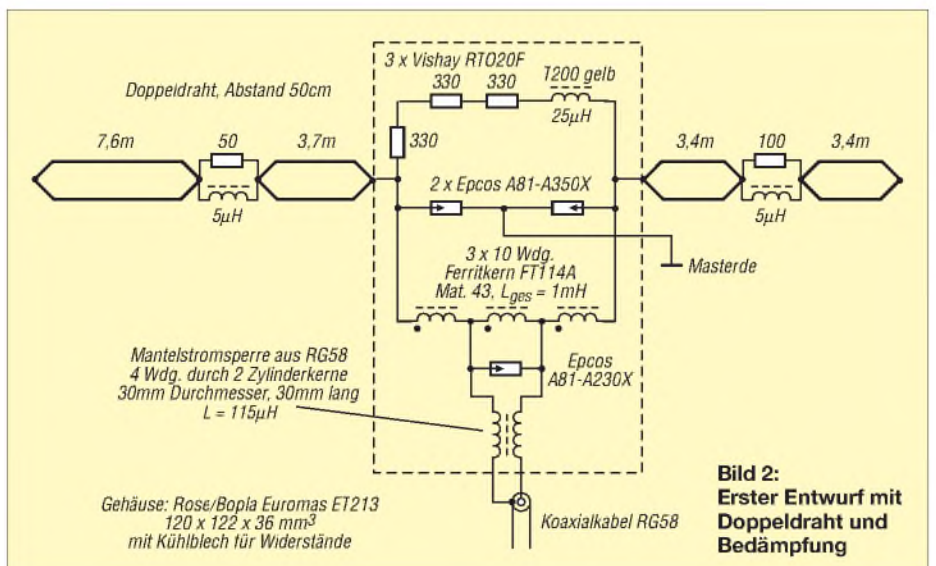 3 x Vishay RTO20F
330
330
T200 gelb
25µH
330
Doppeldraht, Abstand 50cm
7,6m
50
5µH
3,7m
3,4m
100
5µH
3,4m
2 x Epcos A81-A350X
Masterde
3 x 10 Wdg.
Ferritkern FT114A
Mat. 43, Lges = 1mH
Epcos
A81-A230X
Mantelstromsperre aus RG58
4 Wdg. durch 2 Zylinderkerne
30mm Durchmesser, 30mm lang
L = 115µH
Gehäuse: Rose/Bopla Euromas ET213
120 x 122 x 36 mm³
mit Kühlblech für Widerstände
Koaxialkabel RG58
Bild 2:
Erster Entwurf mit
Doppeldraht und
Bedämpfung